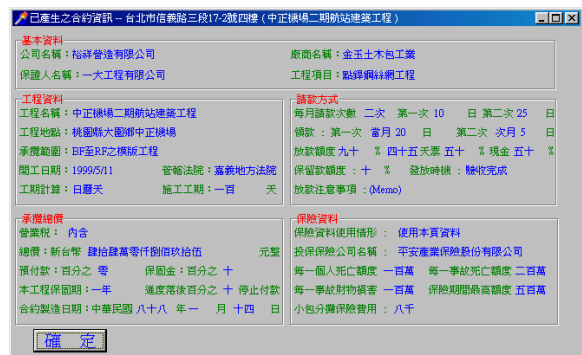 已產生之合約資訊 -- 台北市信義路三段17-2號四樓 ( 中正機場二期航站建築工程 )
基本資料
公司名稱：裕祥營造有限公司
廠商名稱：金玉土木包工業
保證人名稱：一大工程有限公司
工程項目：點銲鋼絲網工程
工程資料
工程名稱：中正機場二期航站建築工程
工程地點：桃園縣大園鄉中正機場
承攬範圍：BF至RF之模版工程
開工日期：1999/5/11 管轄法院：嘉義地方法院
工期計算：日曆天 施工工期：一百 天
請款方式
每月請款次數 二次 第一次 10 日 第二次 25 日
領款：第一次 當月 20 日 第二次 次月 5 日
放款額度 九十 % 四十五 天票 五十 % 現金 五十 %
保留款額度：十 % 發放時機：驗收完成
放款注意事項：(Memo)
承攬總價
營業稅： 內含
總價：新台幣 肆拾肆萬零仟捌佰玖拾伍 元整
預付款：百分之 零 保固金：百分之 十
本工程保固期：一年 進度落後百分之 十 停止付款
合約製造日期：中華民國 八十八 年 一 月 十四 日
保險資料
保險資料使用情形： 使用本頁資料
投保保險公司名稱： 平安產業保險股份有限公司
每一個人死亡額度 一百萬 每一事故死亡額度 二百萬
每一事故財物損害 一百萬 保險期間最高額度 五百萬
小包分攤保險費用： 八千
確 定